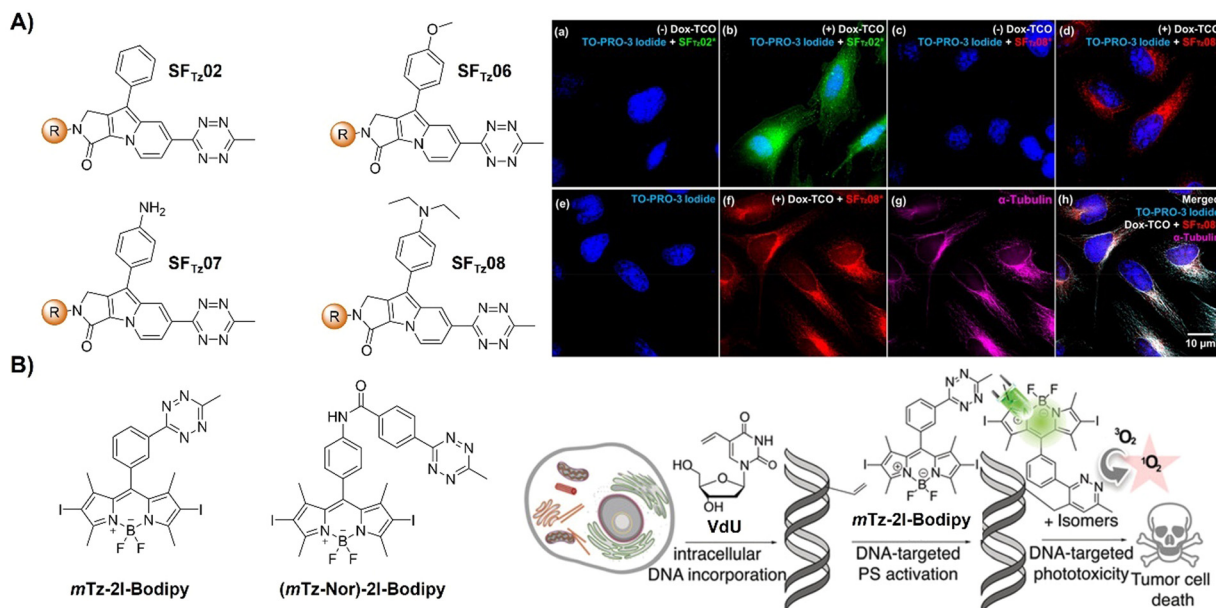 A)
SFTz02
R
N
O
N
N
N
N
N
O
SFTz06
R
N
O
N
N
N
N
N
NH2
SFTz07
R
N
O
N
N
N
N
N
N
SFTz08
R
N
O
N
N
N
N
N
(a)
(-) Dox-TCO
TO-PRO-3 Iodide + SFTz02*
(b)
(+) Dox-TCO
TO-PRO-3 Iodide + SFTz02*
(c)
(-) Dox-TCO
TO-PRO-3 Iodide + SFTz08*
(d)
(+) Dox-TCO
TO-PRO-3 Iodide + SFTz08*
(e)
TO-PRO-3 Iodide
(f)
(+) Dox-TCO + SFTz08*
(g)
α-Tubulin
(h)
Merged
TO-PRO-3 Iodide
Dox-TCO + SFTz08*
α-Tubulin
10 µm
B)
N
N
N
N
I
I
N
+
B
-
N
F
F
mTz-2I-Bodipy
O
HN
N
N
N
N
I
I
N
+
B
-
N
F
F
(mTz-Nor)-2I-Bodipy
O
NH
N
O
HO
O
OH
VdU
intracellular
DNA incorporation
N
N
N
N
I
I
N
B
N
F
F
mTz-2I-Bodipy
DNA-targeted
PS activation
F
F
B
N
I
I
N
N
+ Isomers
3O2
1O2
DNA-targeted
phototoxicity
Tumor cell
death